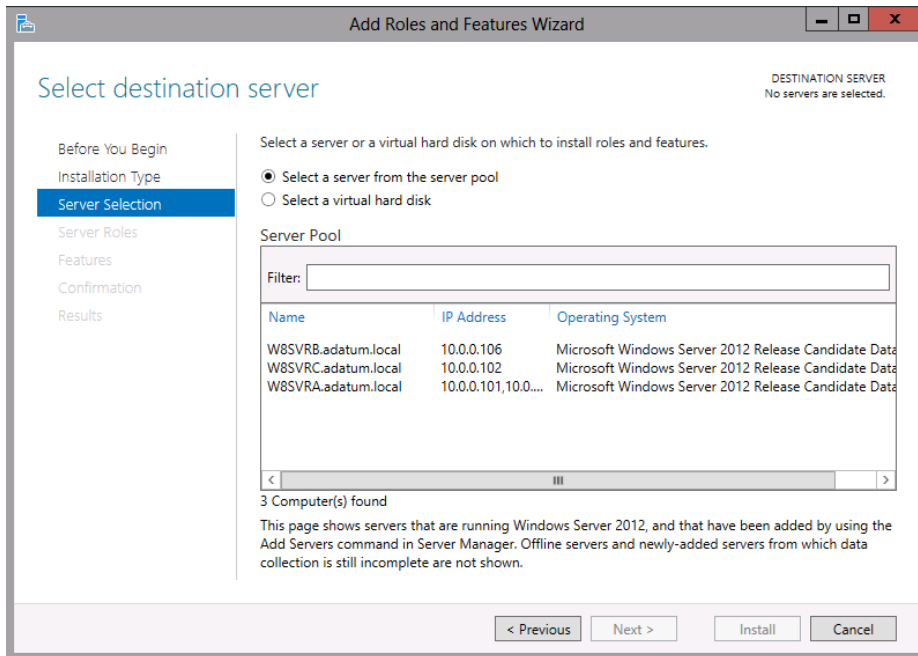 Add Roles and Features Wizard
Select destination server
DESTINATION SERVER
No servers are selected.
Before You Begin
Installation Type
Server Selection
Server Roles
Features
Confirmation
Results
Select a server or a virtual hard disk on which to install roles and features.
Select a server from the server pool
Select a virtual hard disk
Server Pool
Filter:
Name IP Address Operating System
W8SVRB.adatum.local 10.0.0.106 Microsoft Windows Server 2012 Release Candidate Data
W8SVRC.adatum.local 10.0.0.102 Microsoft Windows Server 2012 Release Candidate Data
W8SVRA.adatum.local 10.0.0.101,10.0.... Microsoft Windows Server 2012 Release Candidate Data
3 Computer(s) found
This page shows servers that are running Windows Server 2012, and that have been added by using the
Add Servers command in Server Manager. Offline servers and newly-added servers from which data
collection is still incomplete are not shown.
< Previous Next > Install Cancel